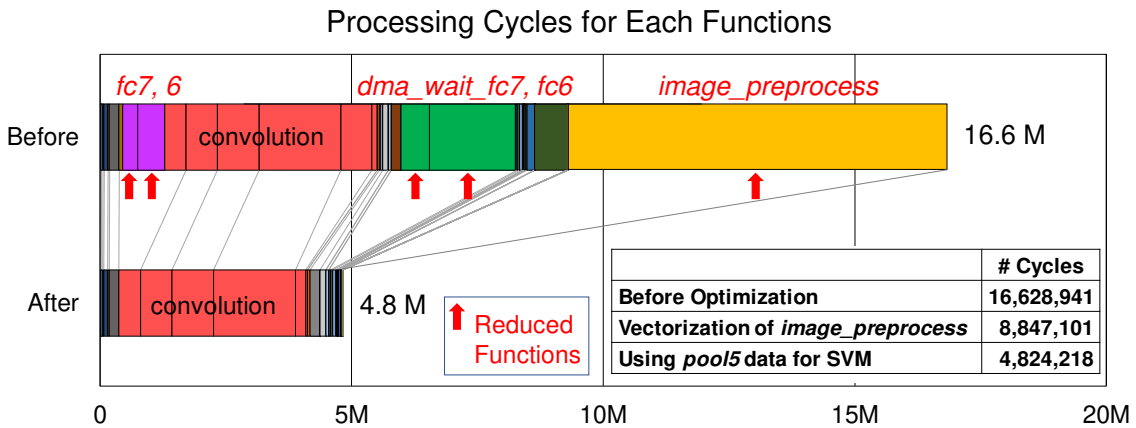 Processing Cycles for Each Functions
fc7, 6
dma_wait_fc7, fc6
image_preprocess
Before
convolution
16.6 M
After
convolution
4.8 M
Reduced
Functions
# Cycles
Before Optimization 16,628,941
Vectorization of image_preprocess 8,847,101
Using pool5 data for SVM 4,824,218
0 5M 10M 15M 20M